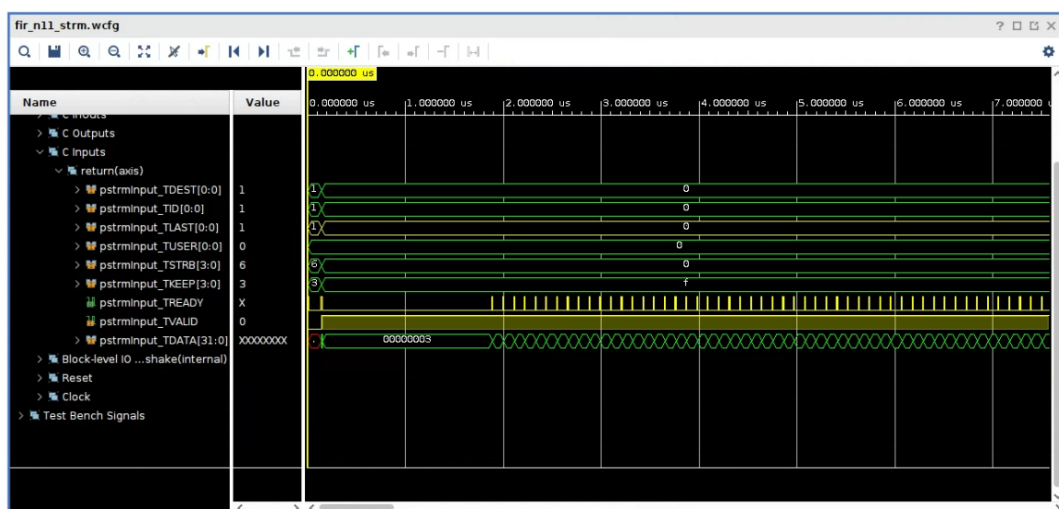 fir_n11_strm.wcfg
0.000000 us
Name Value 0.000000 us 1.000000 us 2.000000 us 3.000000 us 4.000000 us 5.000000 us 6.000000 us 7.000000
C Outputs
C Inputs
return(axis)
pstrmInput_TDEST[0:0] 1 1 0
pstrmInput_TID[0:0] 1 1 0
pstrmInput_TLAST[0:0] 1 1 0
pstrmInput_TUSER[0:0] 0 0
pstrmInput_TSTRB[3:0] 6 6 0
pstrmInput_TKEEP[3:0] 3 3 f
pstrmInput_TREADY X
pstrmInput_TVALID 0
pstrmInput_TDATA[31:0] XXXXXXXX 00000003
Block-level IO ...shake(internal)
Reset
Clock
Test Bench Signals